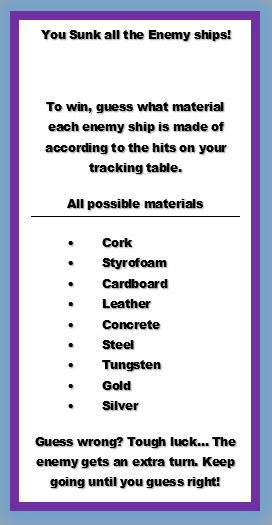 You Sunk all the Enemy ships!
To win, guess what material
each enemy ship is made of
according to the hits on your
tracking table.
All possible materials
• Cork
• Styrofoam
• Cardboard
• Leather
• Concrete
• Steel
• Tungsten
• Gold
• Silver
Guess wrong? Tough luck... The
enemy gets an extra turn. Keep
going until you guess right!